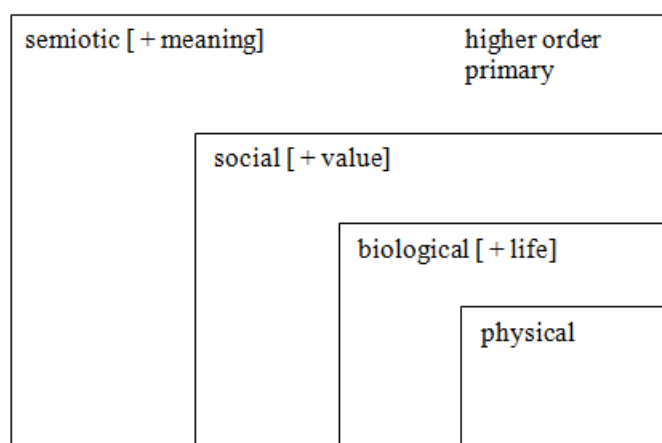 semiotic [ + meaning]
higher order
primary
social [ + value]
biological [ + life]
physical